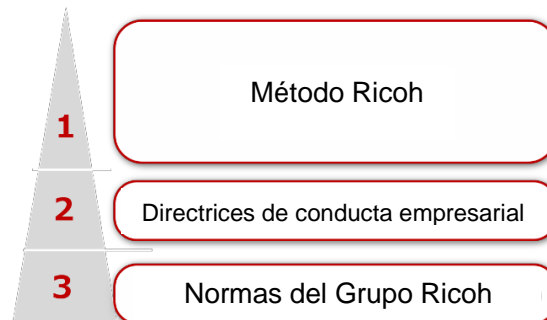 1
Método Ricoh
2
Directrices de conducta empresarial
3
Normas del Grupo Ricoh